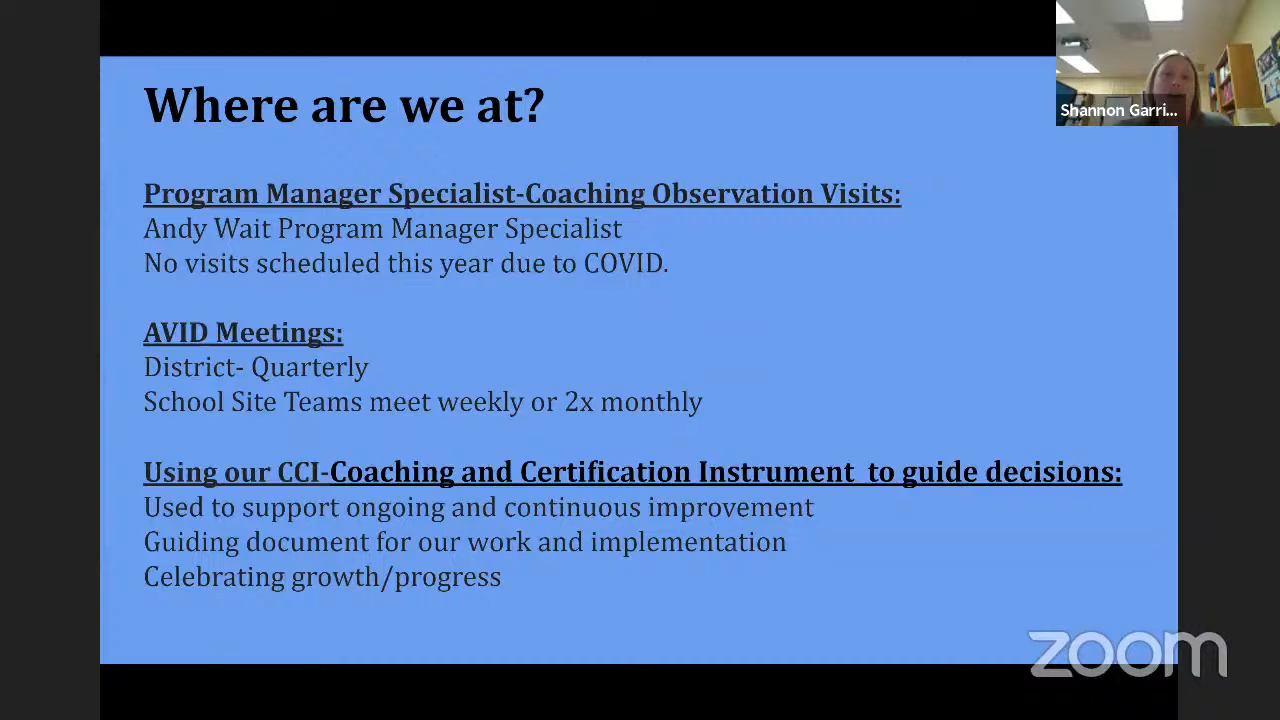 Where are we at?
Shannon Garri...
Program Manager Specialist-Coaching Observation Visits:
Andy Wait Program Manager Specialist
No visits scheduled this year due to COVID.
AVID Meetings:
District- Quarterly
School Site Teams meet weekly or 2x monthly
Using our CCI-Coaching and Certification Instrument  to guide decisions:
Used to support ongoing and continuous improvement
Guiding document for our work and implementation
Celebrating growth/progress
zoom